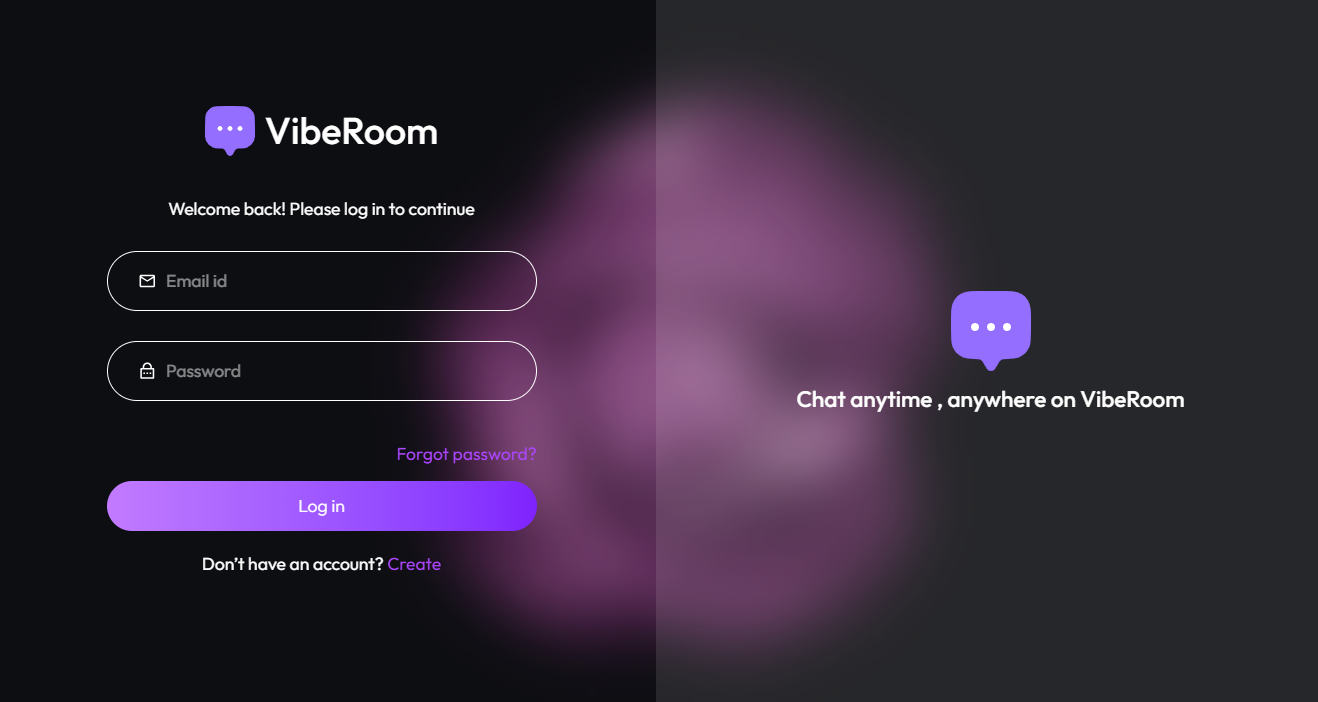 VibeRoom
Welcome back! Please log in to continue
Email id
Password
Forgot password?
Log in
Don’t have an account? Create
Chat anytime , anywhere on VibeRoom